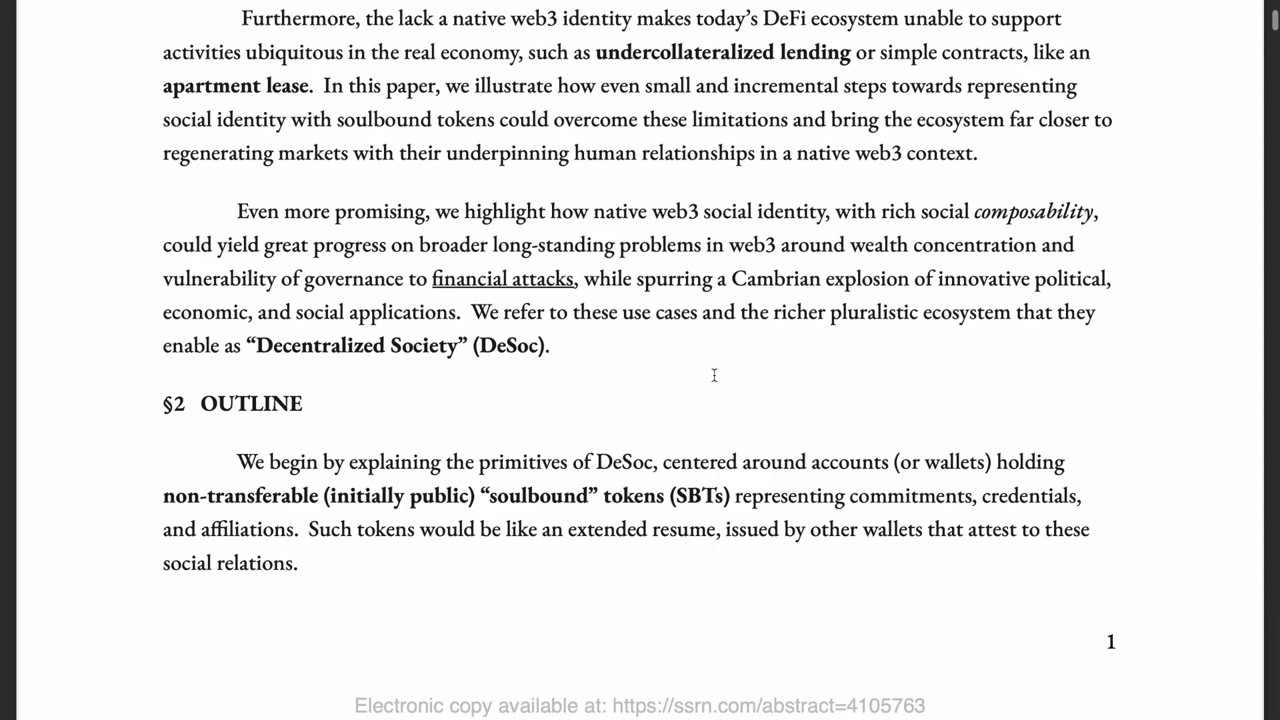 Furthermore, the lack a native web3 identity makes today’s DeFi ecosystem unable to support
activities ubiquitous in the real economy, such as undercollateralized lending or simple contracts, like an
apartment lease.  In this paper, we illustrate how even small and incremental steps towards representing
social identity with soulbound tokens could overcome these limitations and bring the ecosystem far closer to
regenerating markets with their underpinning human relationships in a native web3 context.
Even more promising, we highlight how native web3 social identity, with rich social composability,
could yield great progress on broader long-standing problems in web3 around wealth concentration and
vulnerability of governance to financial attacks, while spurring a Cambrian explosion of innovative political,
economic, and social applications.  We refer to these use cases and the richer pluralistic ecosystem that they
enable as “Decentralized Society” (DeSoc).
§2 OUTLINE
We begin by explaining the primitives of DeSoc, centered around accounts (or wallets) holding
non-transferable (initially public) “soulbound” tokens (SBTs) representing commitments, credentials,
and affiliations.  Such tokens would be like an extended resume, issued by other wallets that attest to these
social relations.
1
Electronic copy available at: https://ssrn.com/abstract=4105763